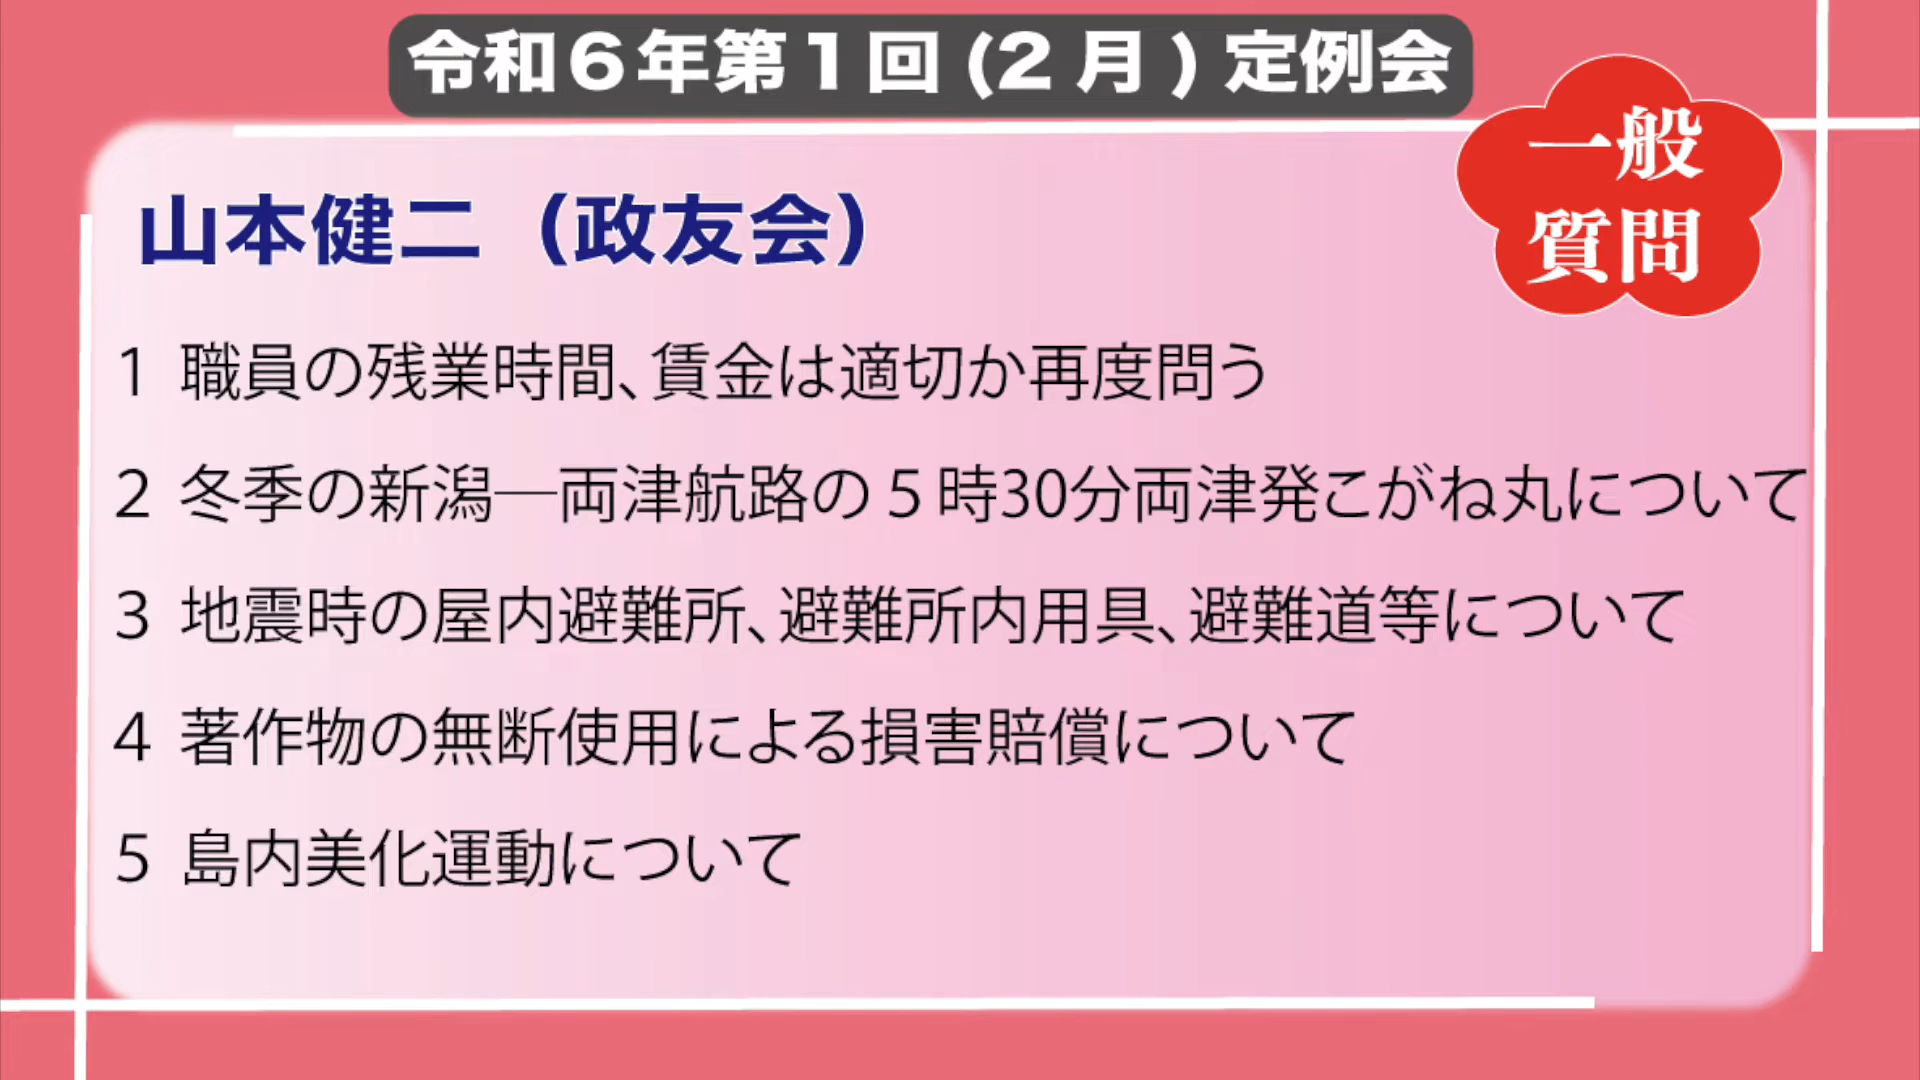 令和6年第1回(2月)定例会
一般
質問
山本健二（政友会）
1 職員の残業時間、賃金は適切か再度問う
2 冬季の新潟―両津航路の５時30分両津発こがね丸について
3 地震時の屋内避難所、避難所内用具、避難道等について
4 著作物の無断使用による損害賠償について
5 島内美化運動について